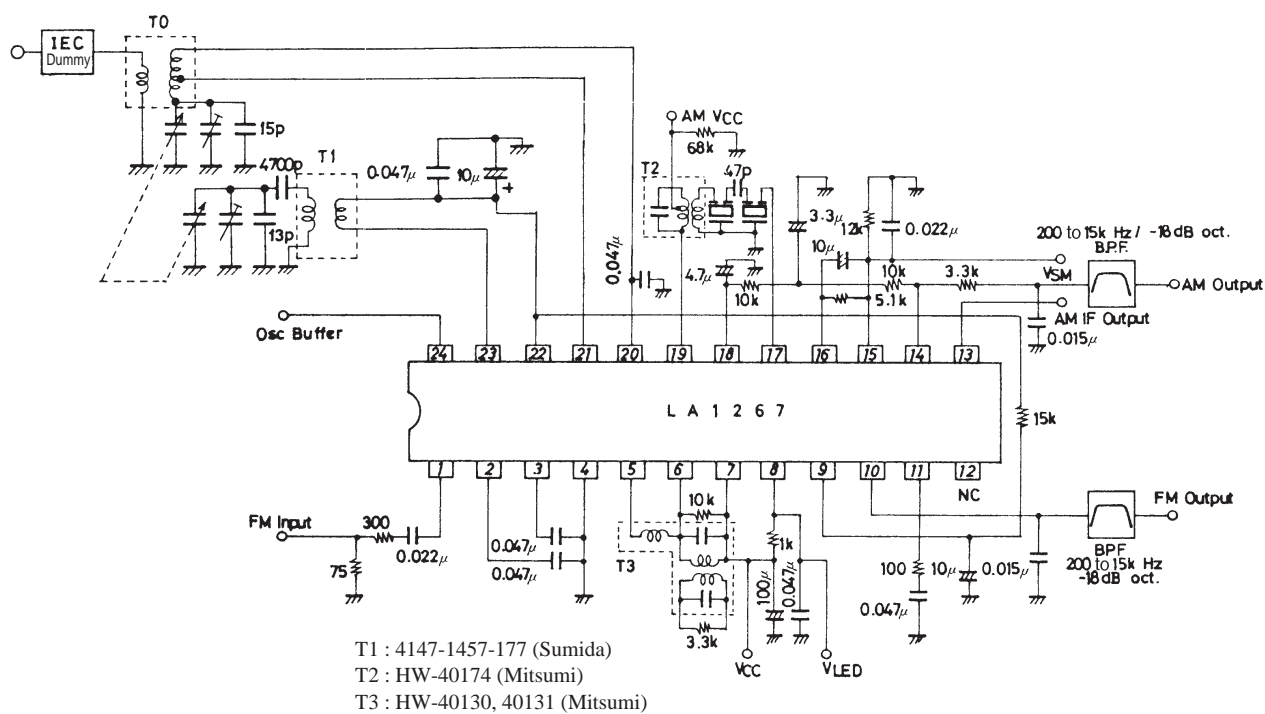 T0
IEC
Dummy
15p
4700p
T1
0.047μ
10μ
+
13p
AM VCC
68k
T2
47p
0.047μ
4.7μ
10k
3.3μ
10μ
12k
0.022μ
5.1k
10k
3.3k
200 to 15k Hz / -18dB oct.
B.P.F.
VSM
AM Output
AM IF Output
0.015μ
Osc Buffer
24 23 22 21 20 19 18 17 16 15 14 13
LA1267
15k
1 2 3 4 5 6 7 8 9 10 11 12
NC
FM Input
300
0.022μ
75
0.047μ
0.047μ
T3
10k
3.3k
1k
100μ
0.047μ
VCC
VLED
100
0.047μ
10μ
0.015μ
FM Output
BPF
200 to 15k Hz
-18dB oct.
T1 : 4147-1457-177 (Sumida)
T2 : HW-40174 (Mitsumi)
T3 : HW-40130, 40131 (Mitsumi)